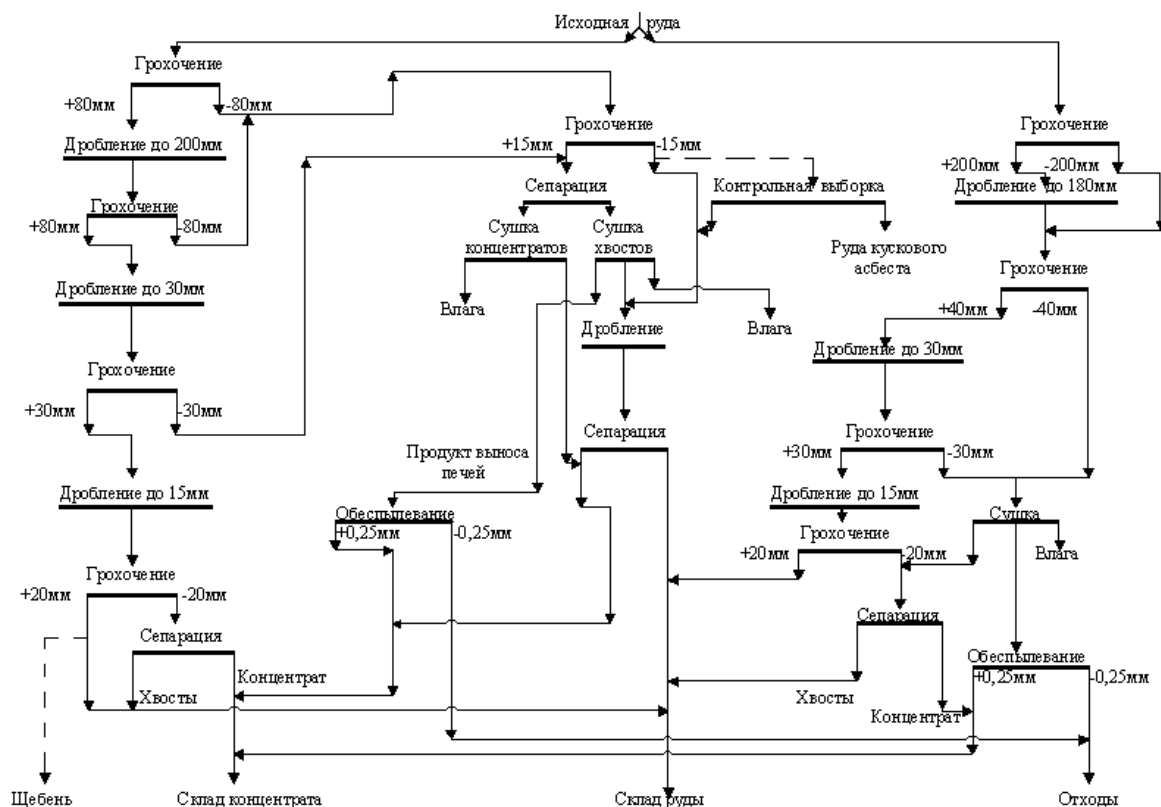 Исходная руда
Грохочение
+80мм
-80мм
Дробление до 200мм
Грохочение
+80мм
-80мм
Дробление до 30мм
Грохочение
+30мм
-30мм
Дробление до 15мм
Грохочение
+20мм
-20мм
Сепарация
Концентрат
Хвосты
Грохочение
+15мм
-15мм
Сепарация
Контрольная выборка
Сушка
концентратов
Сушка
хвостов
Руда кускового
асбеста
Влага
Влага
Дробление
Сепарация
Продукт выноса
печей
Обеспылевание
+0,25мм
-0,25мм
Грохочение
+200мм
-200мм
Дробление до 180мм
Грохочение
+40мм
-40мм
Дробление до 30мм
Грохочение
+30мм
-30мм
Дробление до 15мм
Сушка
Грохочение
+20мм
-20мм
Влага
Сепарация
Обеспылевание
+0,25мм
-0,25мм
Хвосты
Концентрат
Щебень
Склад концентрата
Склад руды
Отходы